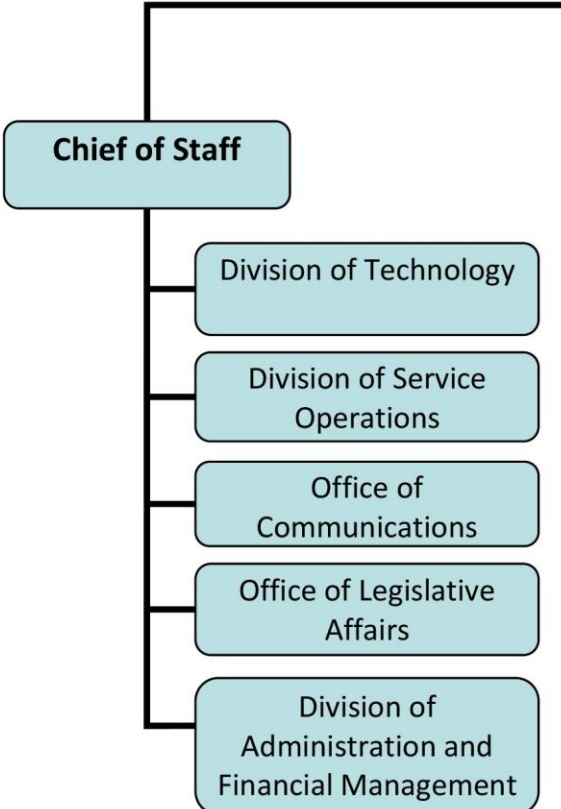 Chief of Staff
Division of Technology
Division of Service
Operations
Office of
Communications
Office of Legislative
Affairs
Division of
Administration and
Financial Management